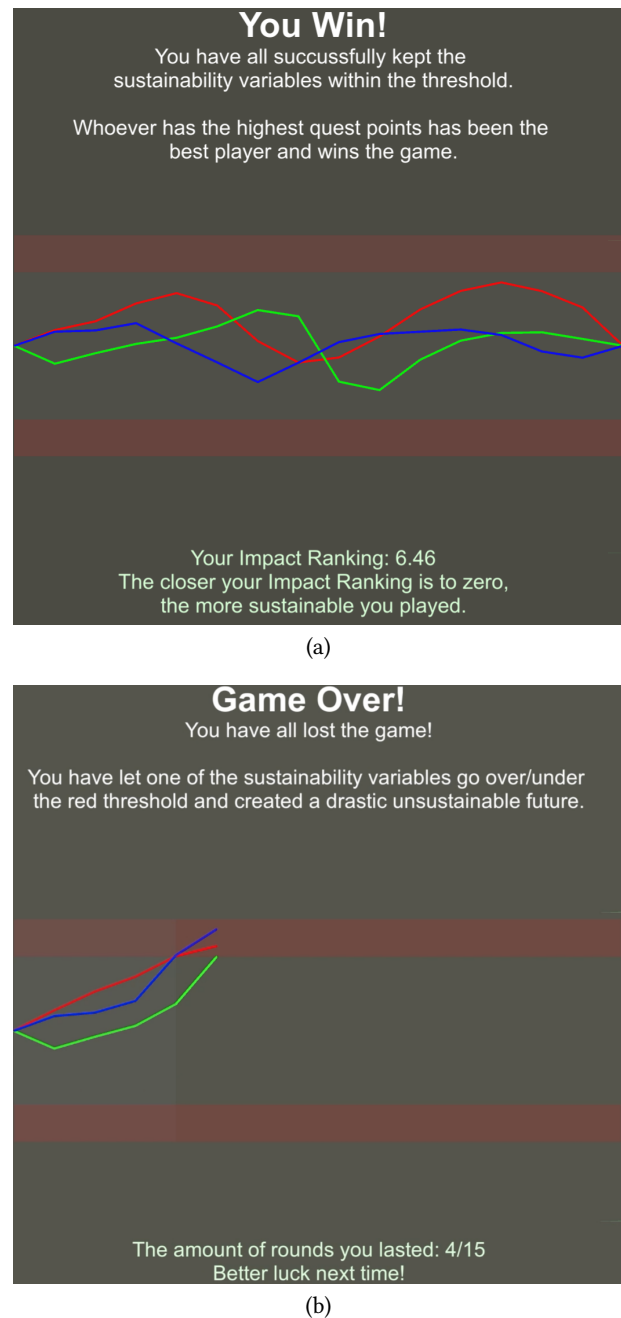 You Win!
You have all succussfully kept the
sustainability variables within the threshold.
Whoever has the highest quest points has been the
best player and wins the game.
Your Impact Ranking: 6.46
The closer your Impact Ranking is to zero,
the more sustainable you played.
(a)
Game Over!
You have all lost the game!
You have let one of the sustainability variables go over/under
the red threshold and created a drastic unsustainable future.
The amount of rounds you lasted: 4/15
Better luck next time!
(b)